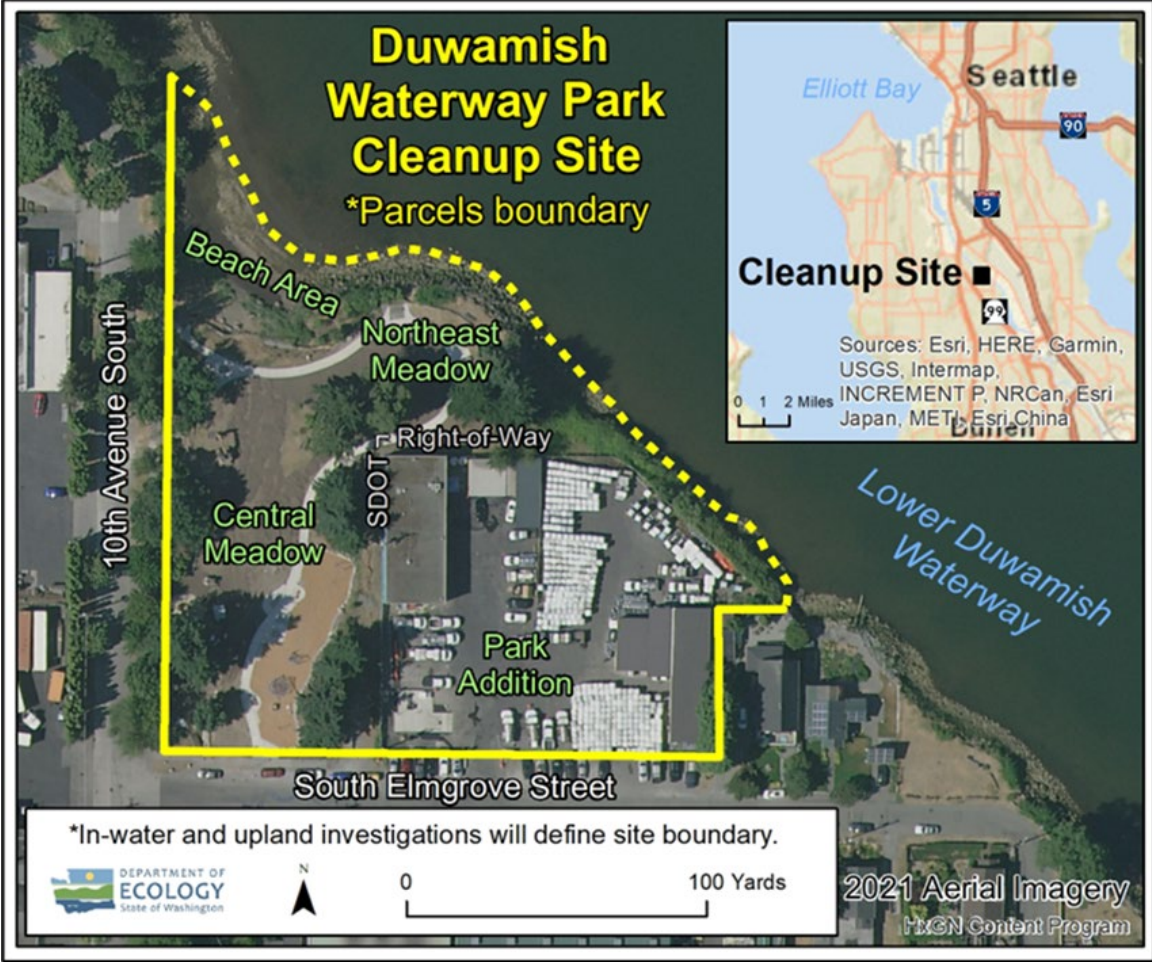 Duwamish
Waterway Park
Cleanup Site
*Parcels boundary
Elliott Bay
Seattle
90
5
Cleanup Site
99
Sources: Esri, HERE, Garmin,
USGS, Intermap,
INCREMENT P, NRCan, Esri
Japan, METI, Esri China
0 1 2 Miles
Burien
Beach Area
Northeast
Meadow
10th Avenue South
SDOT
Right-of-Way
Central
Meadow
Park
Addition
Lower Duwamish
Waterway
South Elmgrove Street
*In-water and upland investigations will define site boundary.
DEPARTMENT OF
ECOLOGY
State of Washington
N
0 100 Yards
2021 Aerial Imagery
HxGN Content Program